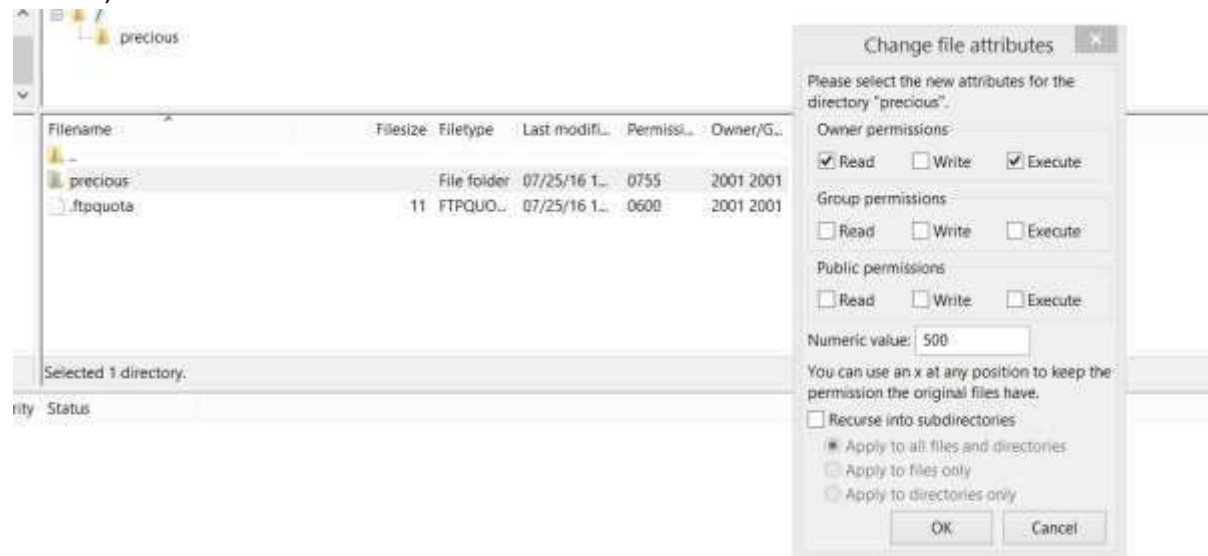 /
precious
Filename Filesize Filetype Last modifi... Permissi... Owner/G...
..
precious File folder 07/25/16 1... 0755 2001 2001
.ftpquota 11 FTPQUO... 07/25/16 1... 0600 2001 2001
Selected 1 directory.
rity Status
Change file attributes
Please select the new attributes for the
directory "precious".
Owner permissions
Read Write Execute
Group permissions
Read Write Execute
Public permissions
Read Write Execute
Numeric value: 500
You can use an x at any position to keep the
permission the original files have.
Recurse into subdirectories
Apply to all files and directories
Apply to files only
Apply to directories only
OK Cancel